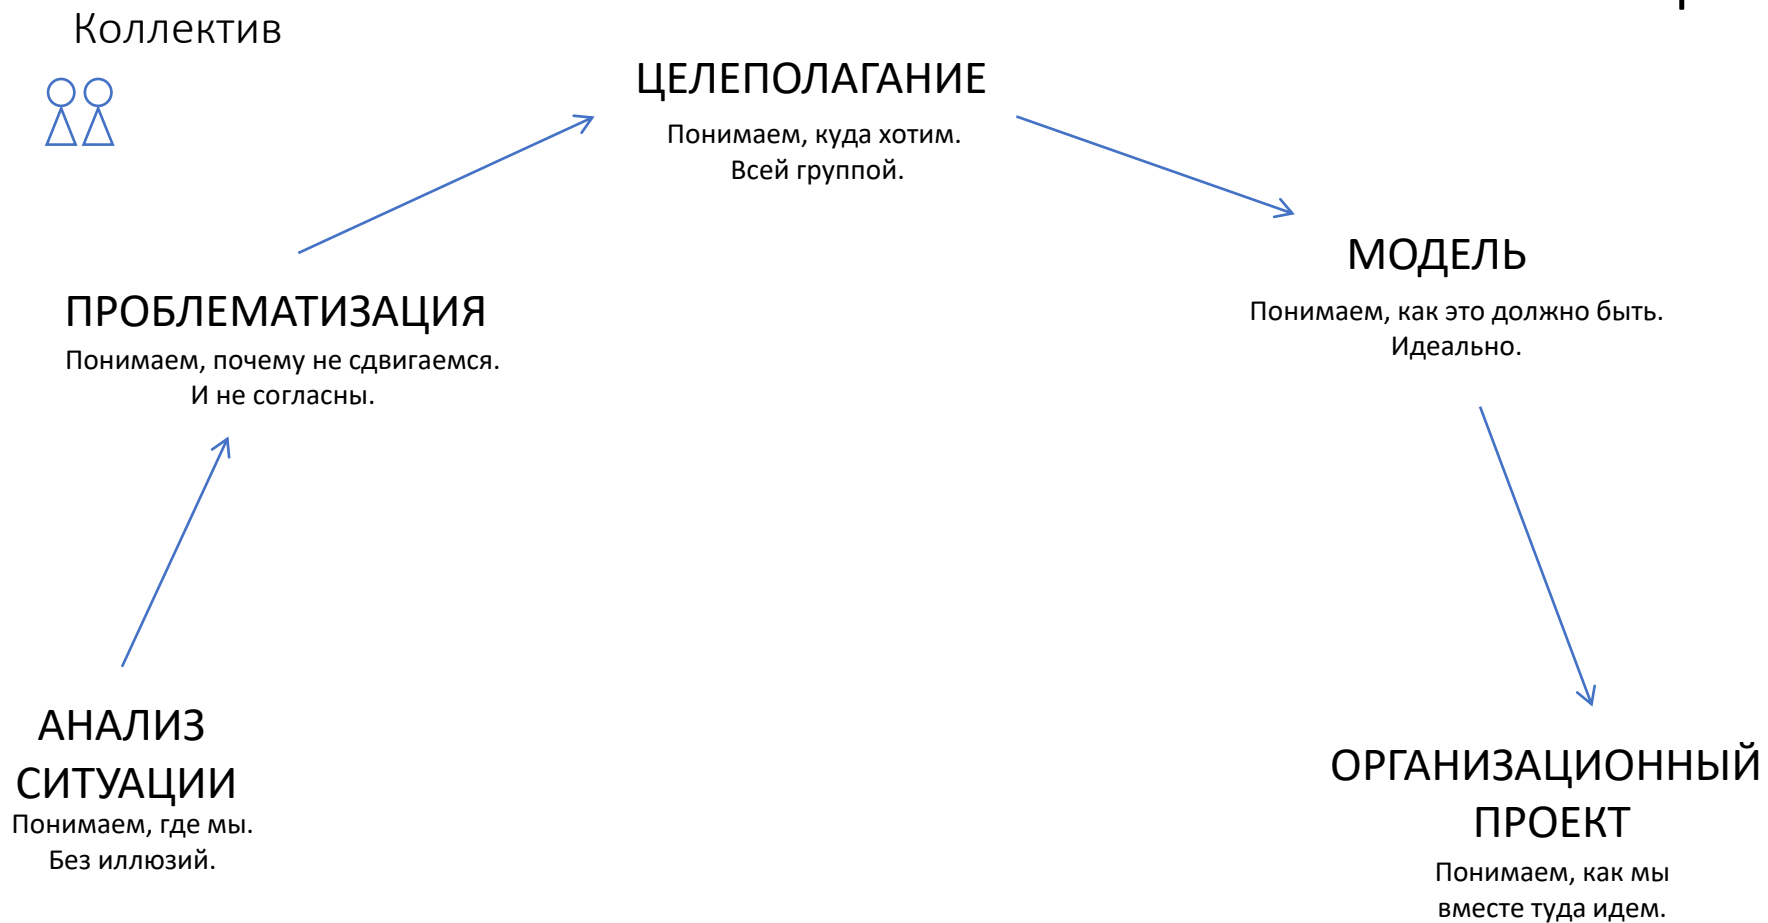 Коллектив
ЦЕЛЕПОЛАГАНИЕ
Понимаем, куда хотим.
Всей группой.
МОДЕЛЬ
Понимаем, как это должно быть.
Идеально.
ПРОБЛЕМАТИЗАЦИЯ
Понимаем, почему не сдвигаемся.
И не согласны.
АНАЛИЗ
СИТУАЦИИ
Понимаем, где мы.
Без иллюзий.
ОРГАНИЗАЦИОННЫЙ
ПРОЕКТ
Понимаем, как мы
вместе туда идем.